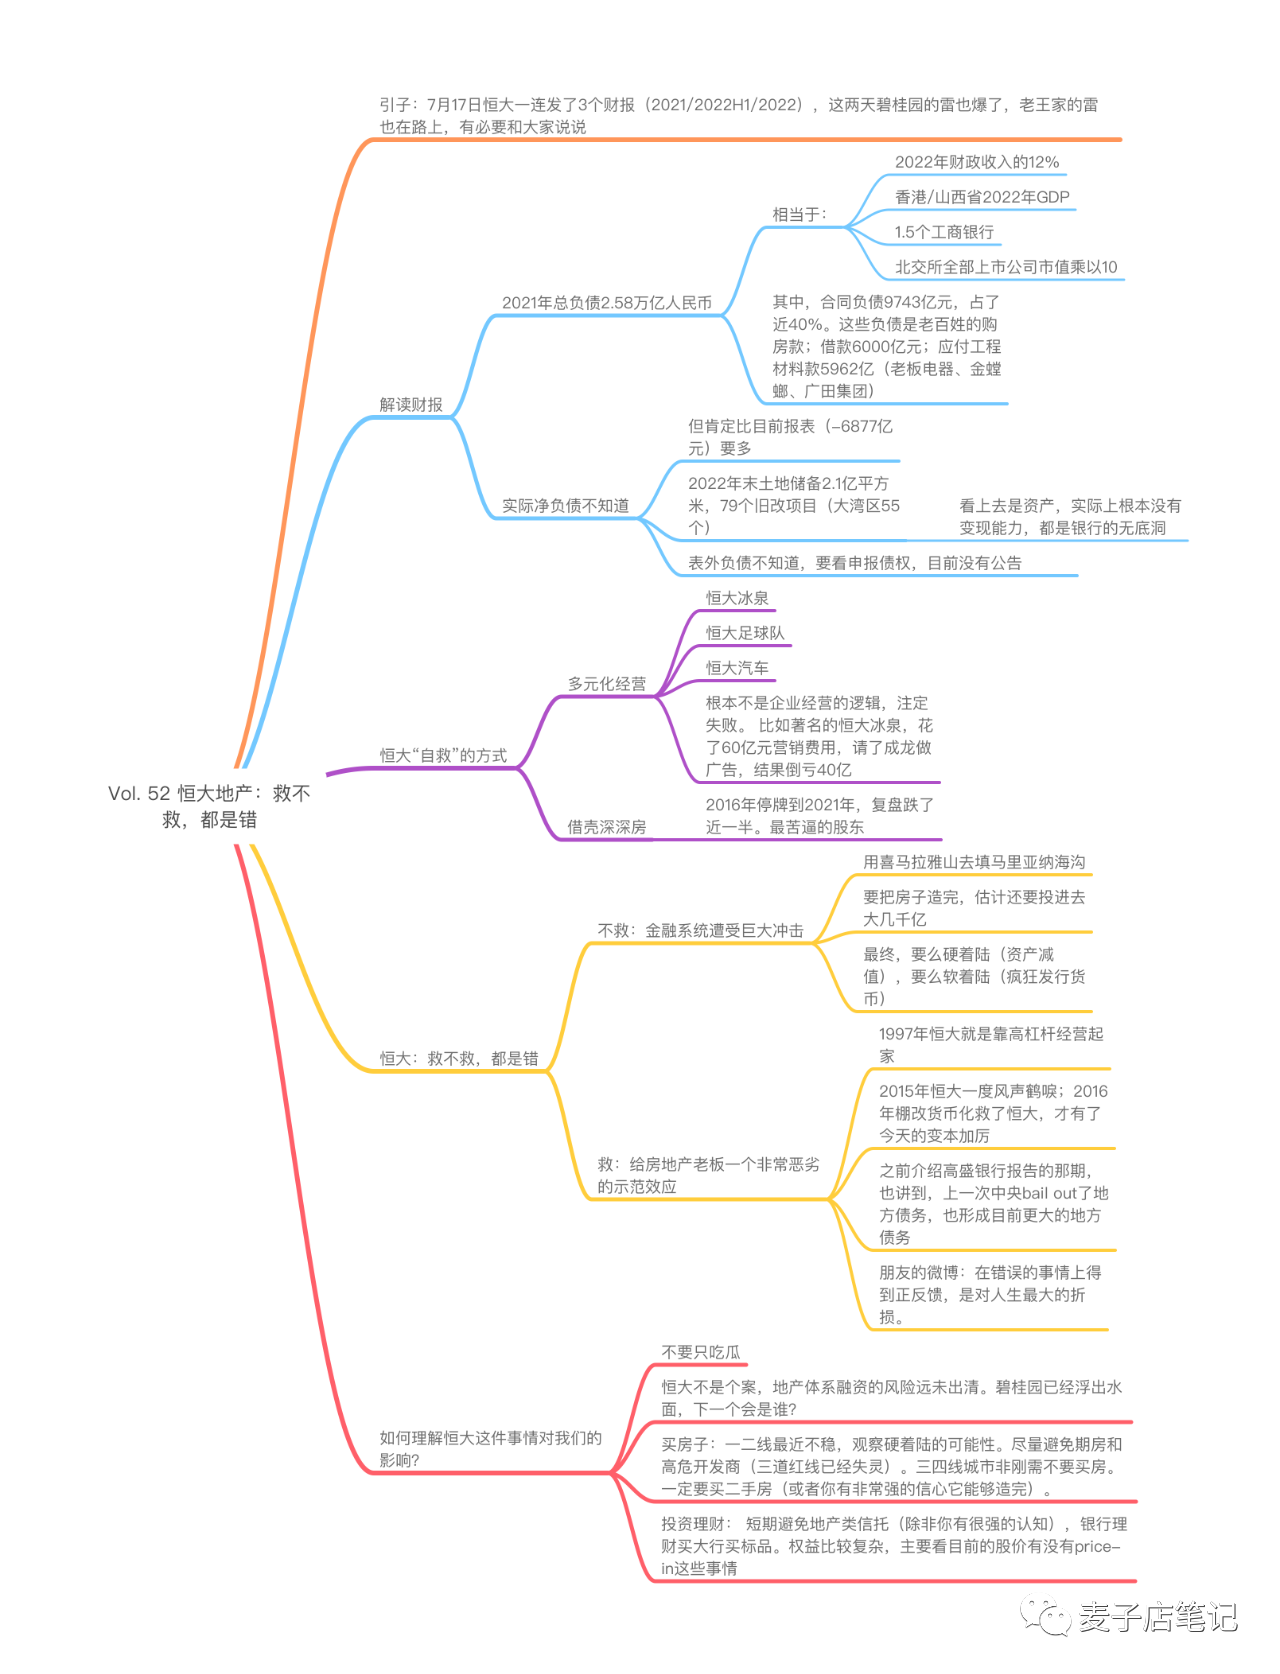 引子：7月17日恒大一连发了3个财报（2021/2022H1/2022），这两天碧桂园的雷也爆了，老王家的雷
也在路上，有必要和大家说说
2022年财政收入的12%
香港/山西省2022年GDP
相当于：
1.5个工商银行
北交所全部上市公司市值乘以10
2021年总负债2.58万亿人民币
其中，合同负债9743亿元，占了
近40%。这些负债是老百姓的购
房款；借款6000亿元；应付工程
材料款5962亿（老板电器、金螳
螂、广田集团）
解读财报
但肯定比目前报表（-6877亿
元）要多
实际净负债不知道
2022年末土地储备2.1亿平方
米，79个旧改项目（大湾区55
个）
看上去是资产，实际上根本没有
变现能力，都是银行的无底洞
表外负债不知道，要看申报债权，目前没有公告
恒大冰泉
恒大足球队
恒大汽车
多元化经营
根本不是企业经营的逻辑，注定
失败。 比如著名的恒大冰泉，花
了60亿元营销费用，请了成龙做
广告，结果倒亏40亿
恒大“自救”的方式
借壳深深房
2016年停牌到2021年，复盘跌了
近一半。最苦逼的股东
Vol. 52 恒大地产：救不
救，都是错
用喜马拉雅山去填马里亚纳海沟
要把房子造完，估计还要投进去
大几千亿
不救：金融系统遭受巨大冲击
最终，要么硬着陆（资产减
值），要么软着陆（疯狂发行货
币）
恒大：救不救，都是错
1997年恒大就是靠高杠杆经营起
家
2015年恒大一度风声鹤唳；2016
年棚改货币化救了恒大，才有了
今天的变本加厉
救：给房地产老板一个非常恶劣
的示范效应
之前介绍高盛银行报告的那期，
也讲到，上一次中央bail out了地
方债务，也形成目前更大的地方
债务
朋友的微博：在错误的事情上得
到正反馈，是对人生最大的折
损。
不要只吃瓜
恒大不是个案，地产体系融资的风险远未出清。碧桂园已经浮出水
面，下一个会是谁？
如何理解恒大这件事情对我们的
影响？
买房子：一二线最近不稳，观察硬着陆的可能性。尽量避免期房和
高危开发商（三道红线已经失灵）。三四线城市非刚需不要买房。
一定要买二手房（或者你有非常强的信心它能够造完）。
投资理财： 短期避免地产类信托（除非你有很强的认知），银行理
财买大行买标品。权益比较复杂，主要看目前的股价有没有price-
in这些事情
麦子店笔记